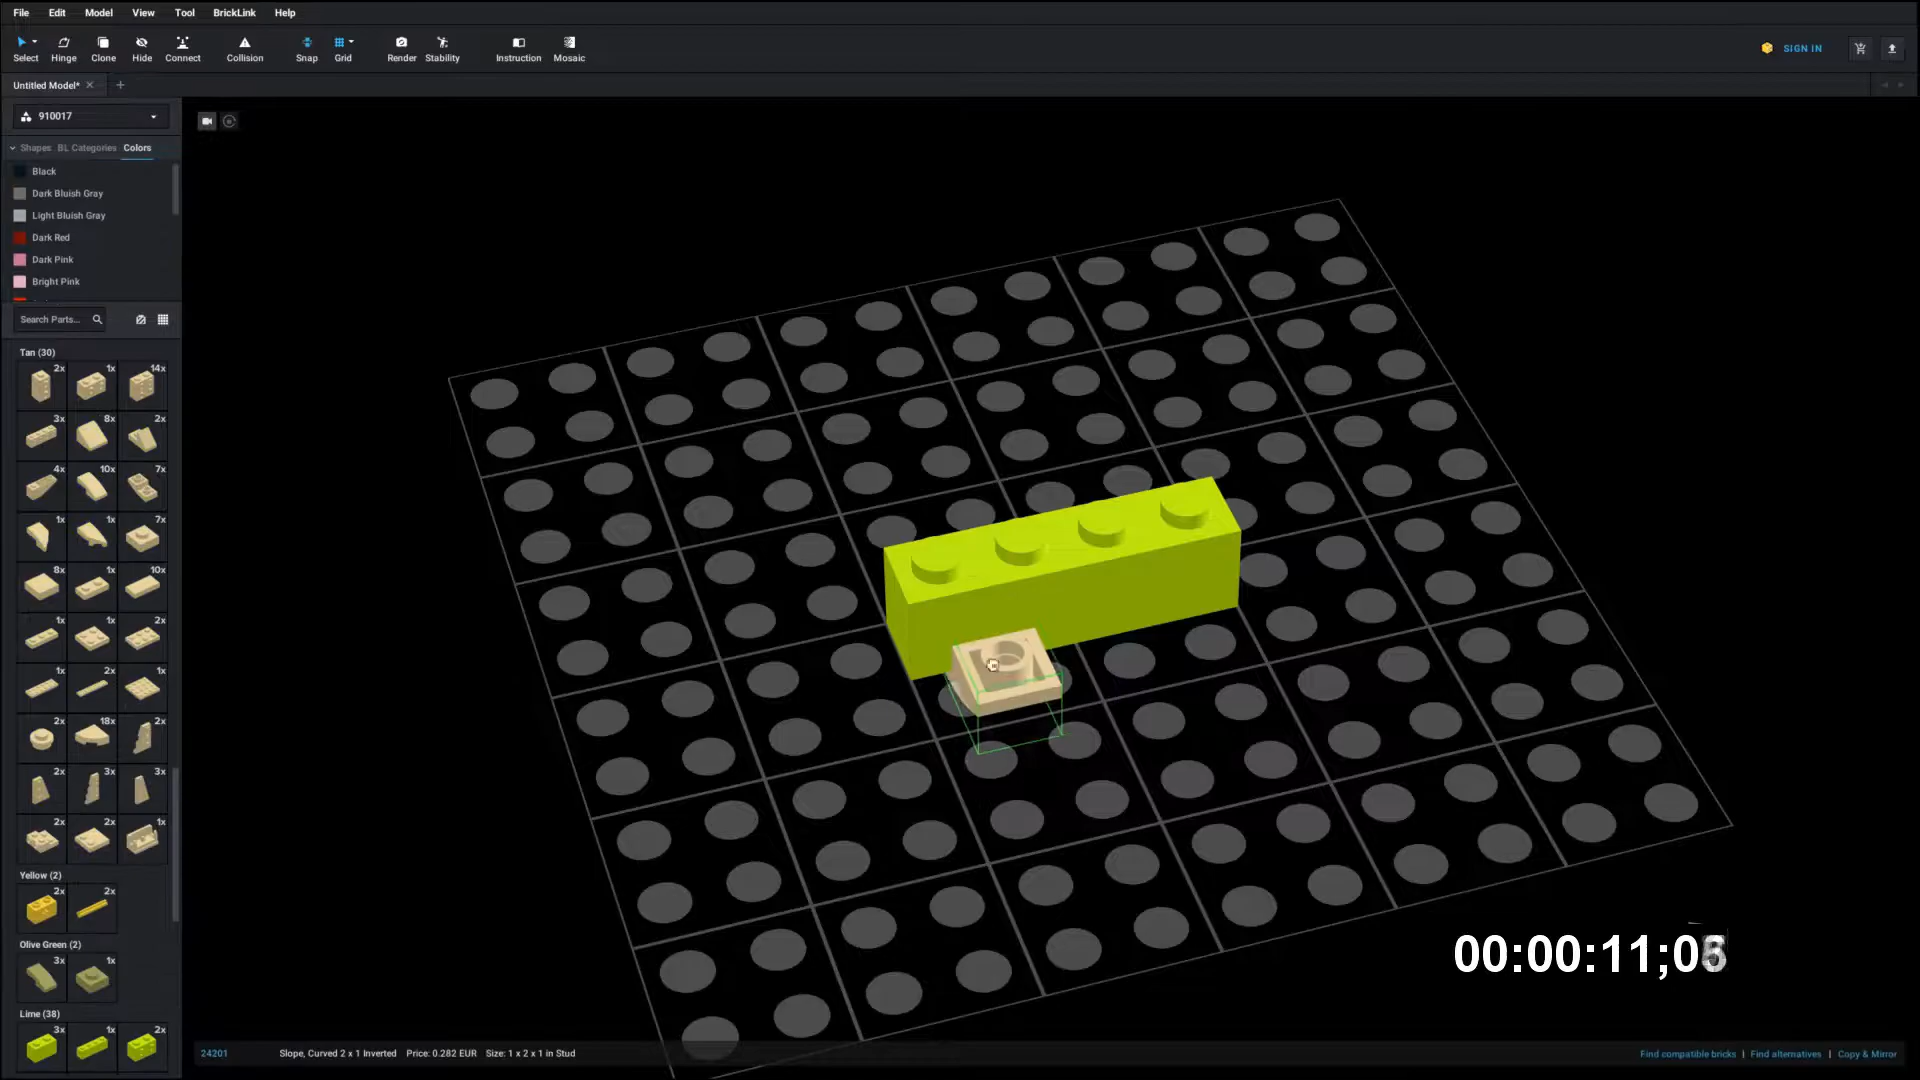 File Edit Model View Tool BrickLink Help
Select Hinge Clone Hide Connect Collision Snap Grid Render Stability Instruction Mosaic
SIGN IN
Untitled Model*
910017
Shapes BL Categories Colors
Black
Dark Bluish Gray
Light Bluish Gray
Dark Red
Dark Pink
Bright Pink
Search Parts...
Tan (30)
2x 1x 14x
3x 8x 2x
4x 10x 7x
1x 1x 7x
8x 1x 10x
1x 1x 2x
1x 2x 1x
2x 18x 2x
2x 3x 3x
2x 2x 1x
Yellow (2)
2x 2x
Olive Green (2)
3x 1x
Lime (38)
3x 1x 2x
00:00:11;0
24201 Slope, Curved 2 x 1 Inverted Price: 0.282 EUR Size: 1 x 2 x 1 in Stud
Find compatible bricks | Find alternatives | Copy & Mirror